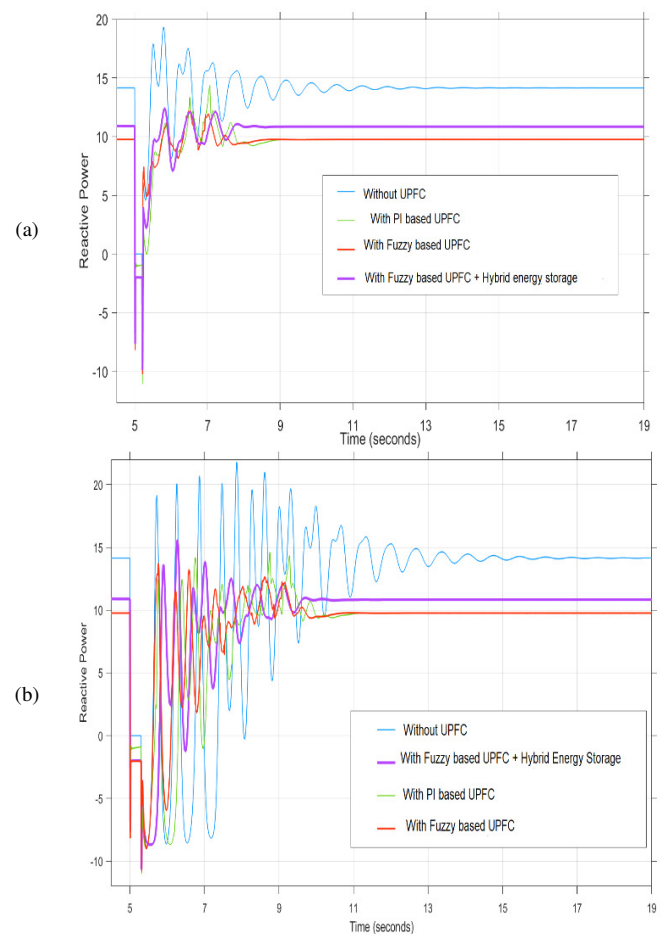 20
15
10
5
0
-5
-10
Reactive Power
(a)
Without UPFC
With PI based UPFC
With Fuzzy based UPFC
With Fuzzy based UPFC + Hybrid energy storage
5 7 9 11 13 15 17 19
Time (seconds)
20
15
10
5
0
-5
-10
Reactive Power
(b)
Without UPFC
With Fuzzy based UPFC + Hybrid Energy Storage
With PI based UPFC
With Fuzzy based UPFC
5 7 9 11 13 15 17 19
Time (seconds)